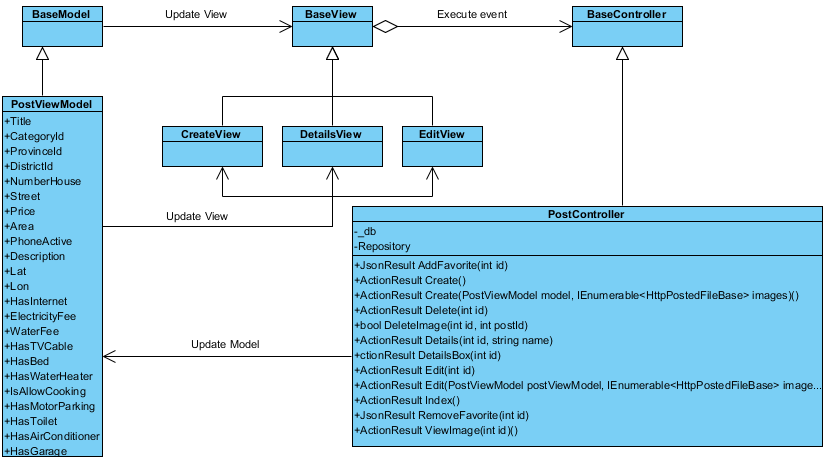 BaseModel
Update View
BaseView
Execute event
BaseController
PostViewModel
+Title
+CategoryId
+ProvinceId
+DistrictId
+NumberHouse
+Street
+Price
+Area
+PhoneActive
+Description
+Lat
+Lon
+HasInternet
+ElectricityFee
+WaterFee
+HasTVCable
+HasBed
+HasWaterHeater
+IsAllowCooking
+HasMotorParking
+HasToilet
+HasAirConditioner
+HasGarage
CreateView
DetailsView
EditView
Update View
Update Model
PostController
-_db
-Repository
+JsonResult AddFavorite(int id)
+ActionResult Create()
+ActionResult Create(PostViewModel model, IEnumerable<HttpPostedFileBase> images)()
+ActionResult Delete(int id)
+bool DeleteImage(int id, int postId)
+ActionResult Details(int id, string name)
+ctionResult DetailsBox(int id)
+ActionResult Edit(int id)
+ActionResult Edit(PostViewModel postViewModel, IEnumerable<HttpPostedFileBase> image...
+ActionResult Index()
+JsonResult RemoveFavorite(int id)
+ActionResult ViewImage(int id)()